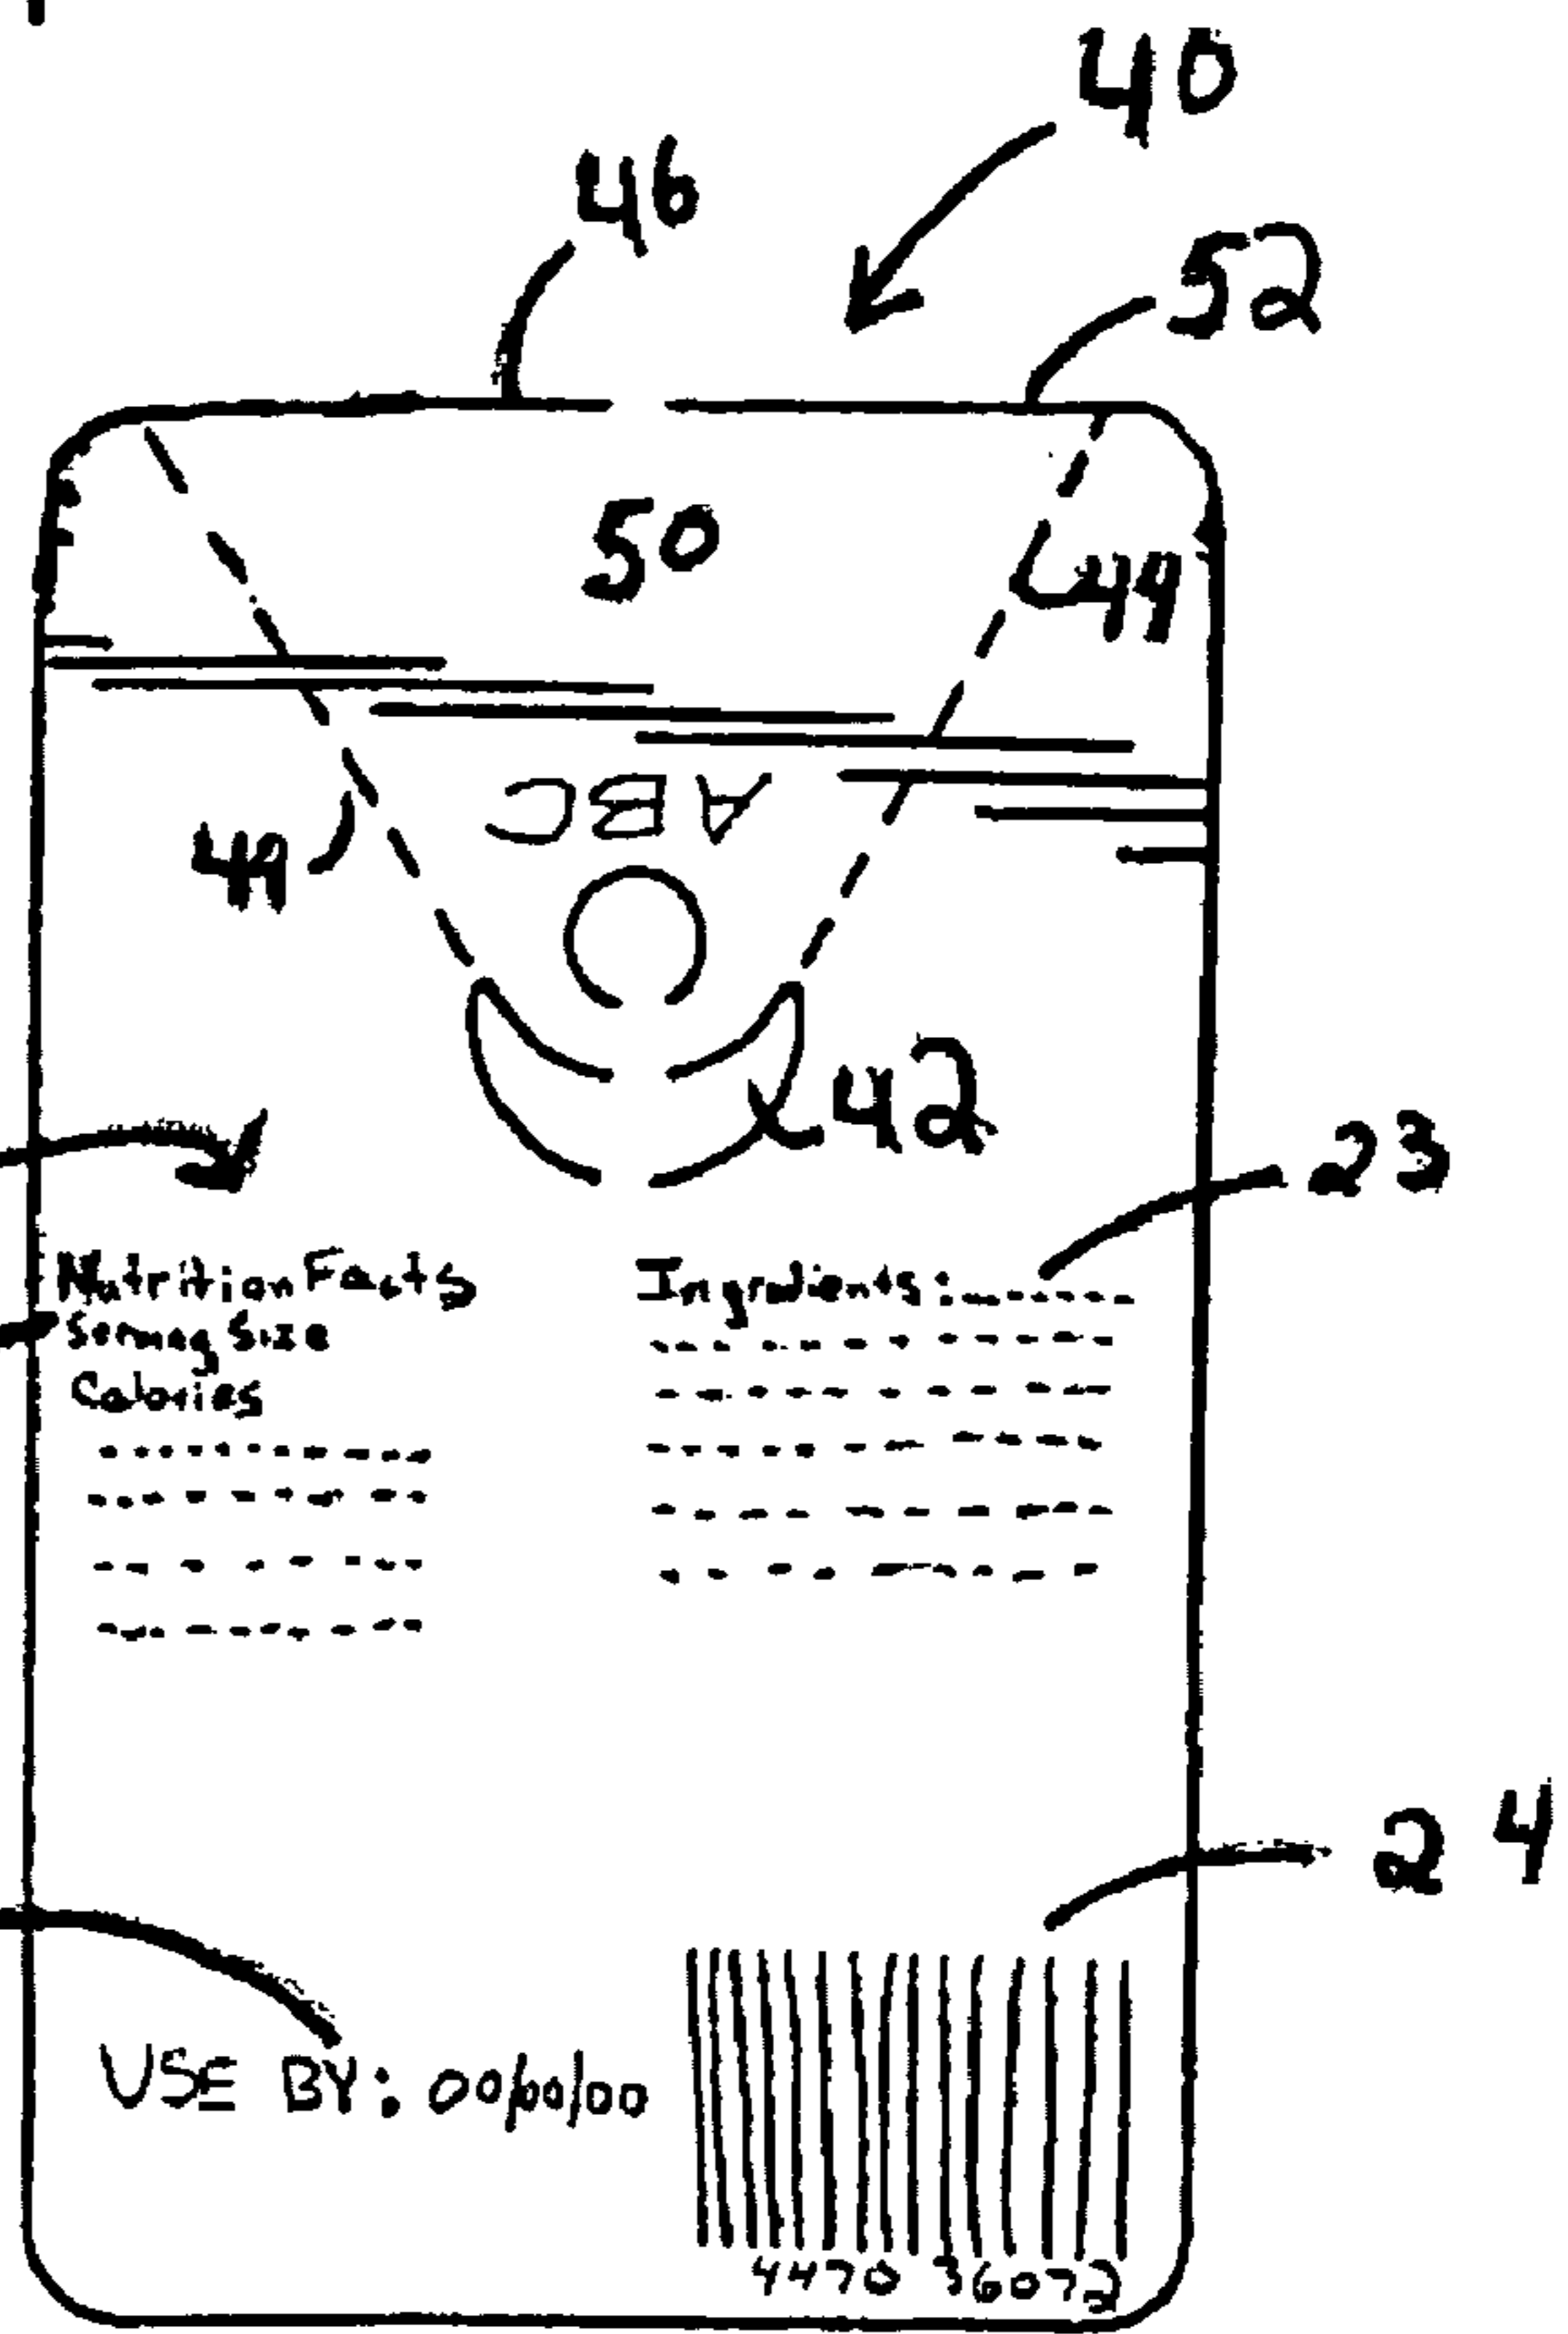 40
46
52
50
44
ABC
44
42
23
Nutrition Facts
Serving Size
Calories
Ingrdients:
24
USE BY: 00/00/00
4470 36072